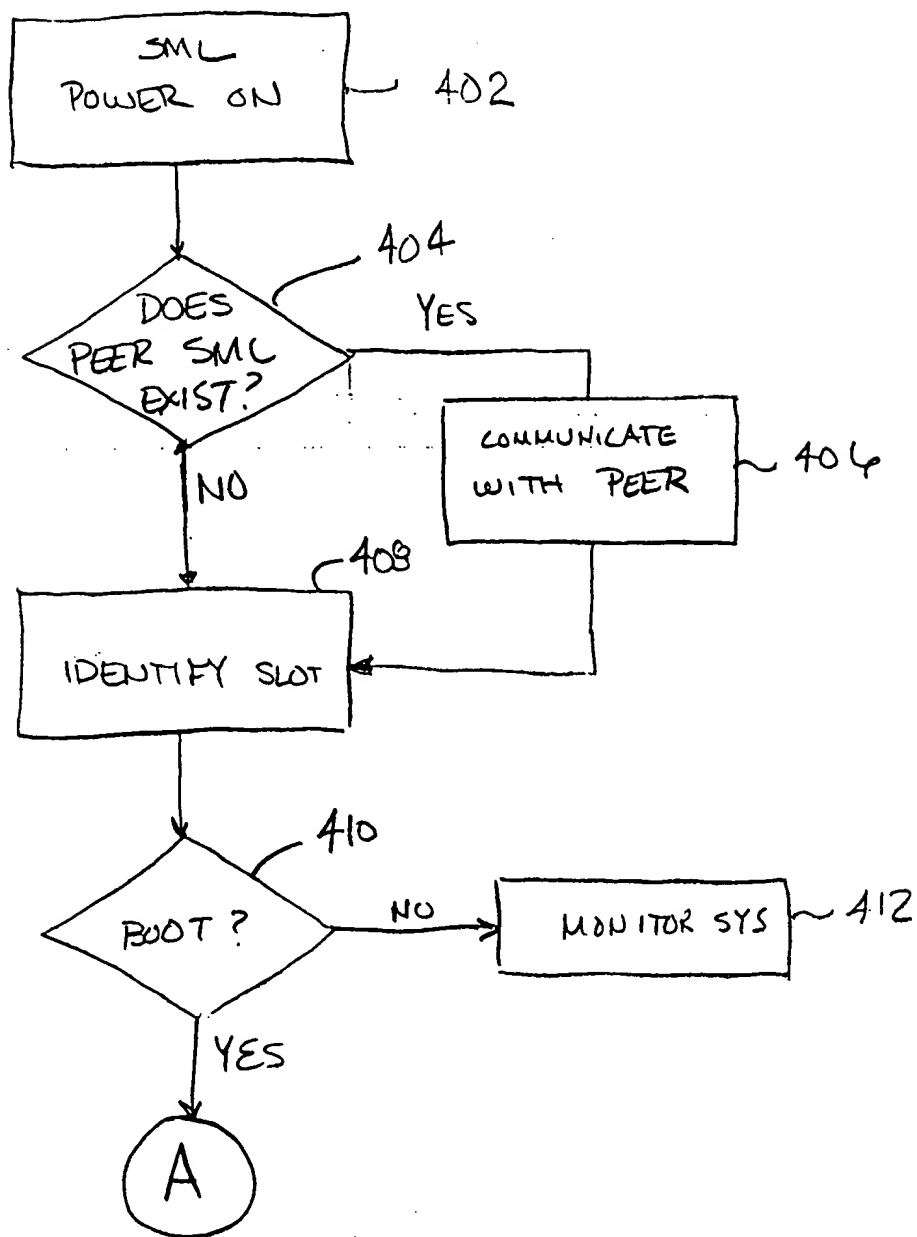 SML
POWER ON
402
404
DOES
PEER SML
EXIST?
YES
COMMUNICATE
WITH PEER
406
NO
408
IDENTIFY SLOT
410
BOOT?
NO
MONITOR SYS
412
YES
A